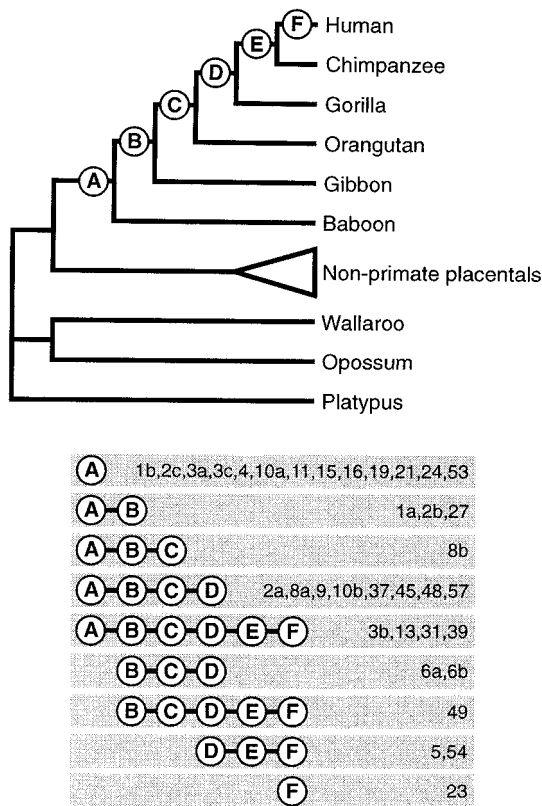 F Human
E Chimpanzee
D Gorilla
C Orangutan
B Gibbon
A Baboon
Non-primate placentals
Wallaroo
Opossum
Platypus
A 1b,2c,3a,3c,4,10a,11,15,16,19,21,24,53
A B 1a,2b,27
A B C 8b
A B C D 2a,8a,9,10b,37,45,48,57
A B C D E F 3b,13,31,39
B C D 6a,6b
B C D E F 49
D E F 5,54
F 23